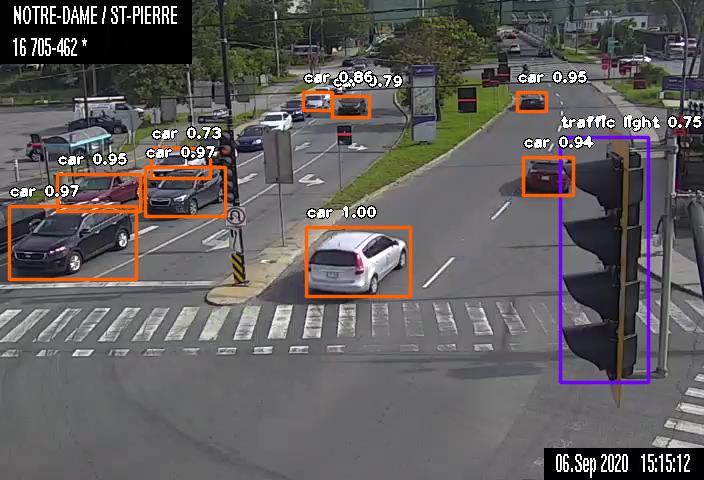 NOTRE-DAME / ST-PIERRE
16 705-462 *
car 0.86
0.79
car 0.95
traffic light 0.75
car 0.73
car 0.97
car 0.95
car 0.94
car 0.97
car 1.00
06.Sep 2020 15:15:12